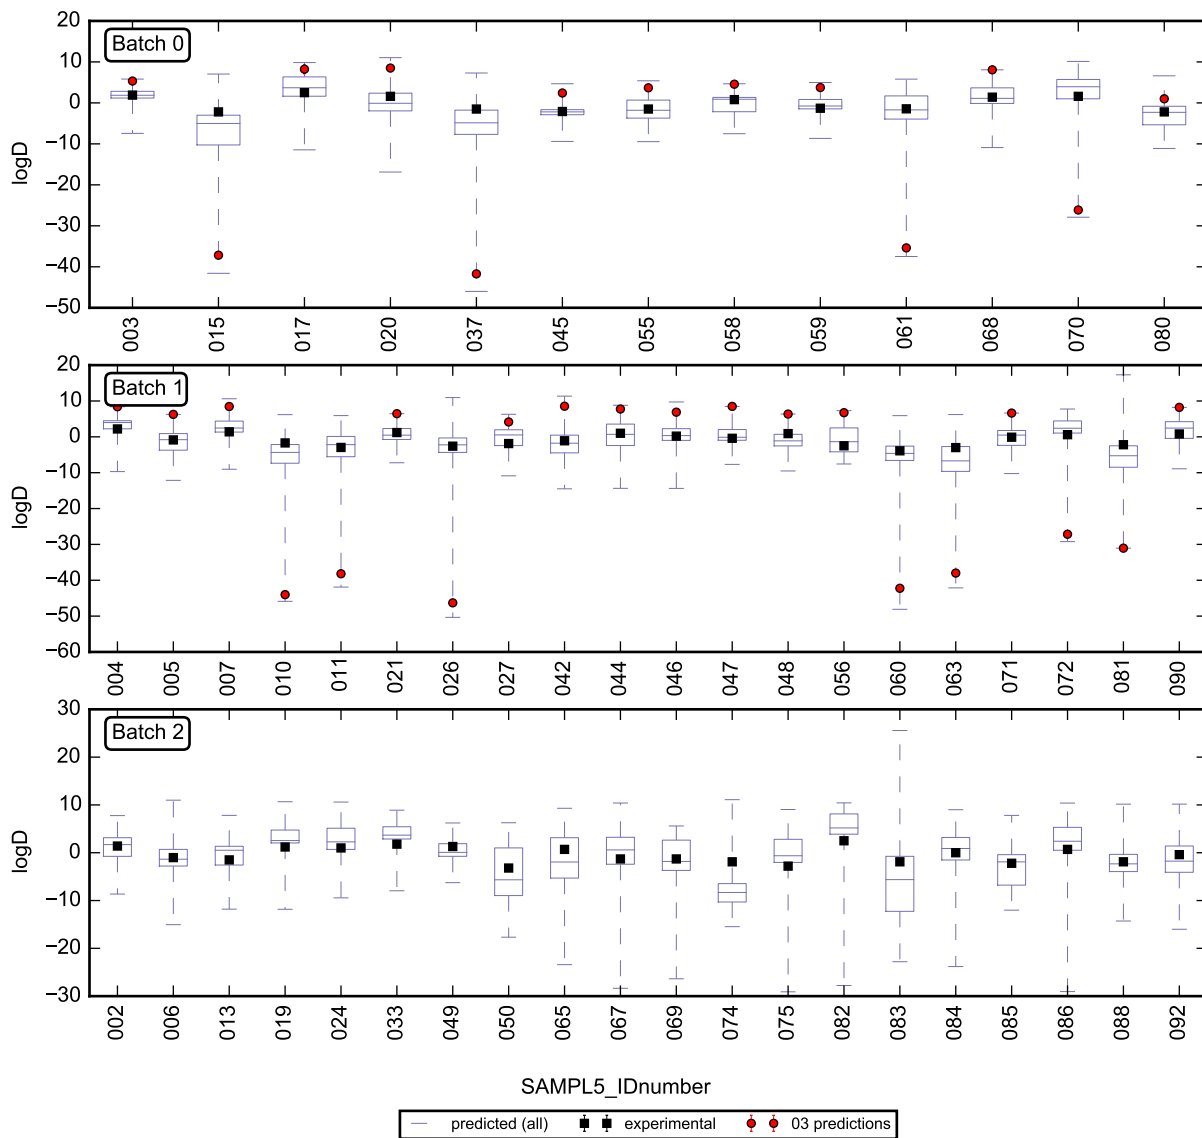 Batch 0
logD
20
10
0
−10
−20
−30
−40
−50
003 015 017 020 037 045 055 058 059 061 068 070 080
Batch 1
logD
20
10
0
−10
−20
−30
−40
−50
−60
004 005 007 010 011 021 026 027 042 044 046 047 048 056 060 063 071 072 081 090
Batch 2
logD
30
20
10
0
−10
−20
−30
002 006 013 019 024 033 049 050 065 067 069 074 075 082 083 084 085 086 088 092
SAMPL5_IDnumber
predicted (all) experimental 03 predictions